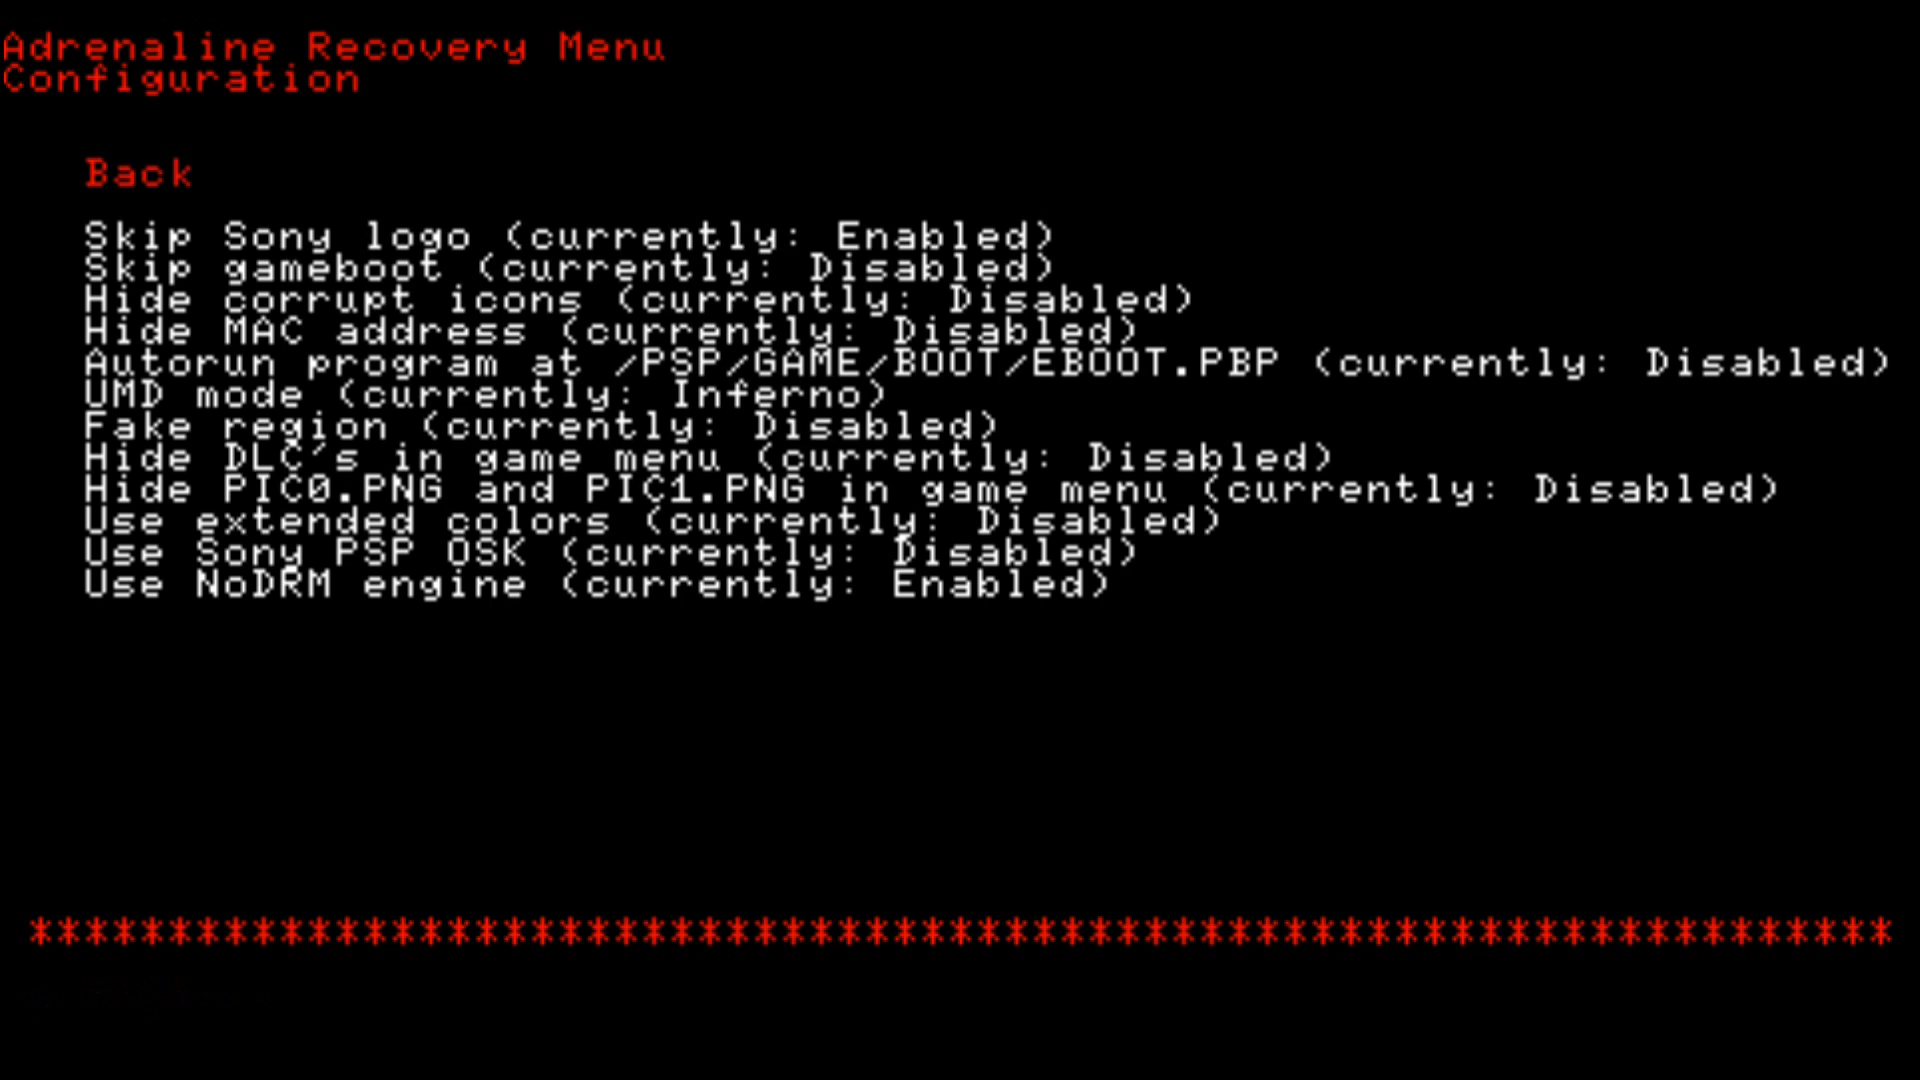 Adrenaline Recovery Menu
Configuration
Back
Skip Sony logo (currently: Enabled)
Skip gameboot (currently: Disabled)
Hide corrupt icons (currently: Disabled)
Hide MAC address (currently: Disabled)
Autorun program at /PSP/GAME/BOOT/EBOOT.PBP (currently: Disabled)
UMD mode (currently: Inferno)
Fake region (currently: Disabled)
Hide DLC's in game menu (currently: Disabled)
Hide PIC0.PNG and PIC1.PNG in game menu (currently: Disabled)
Use extended colors (currently: Disabled)
Use Sony PSP OSK (currently: Disabled)
Use NoDRM engine (currently: Enabled)
*******************************************************************